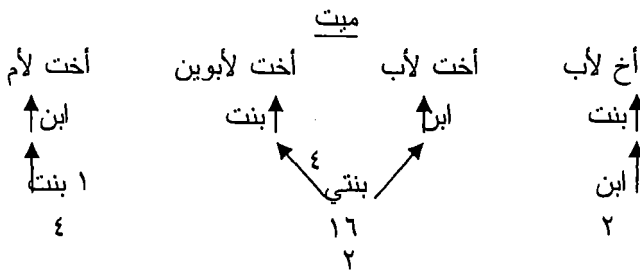 ميت
أخ لأب أخت لأب أخت لأبوين أخت لأم
بنت ابن بنت ابن
٤
ابن بنتي ١ بنت
٢ ١٦ ٤
٢